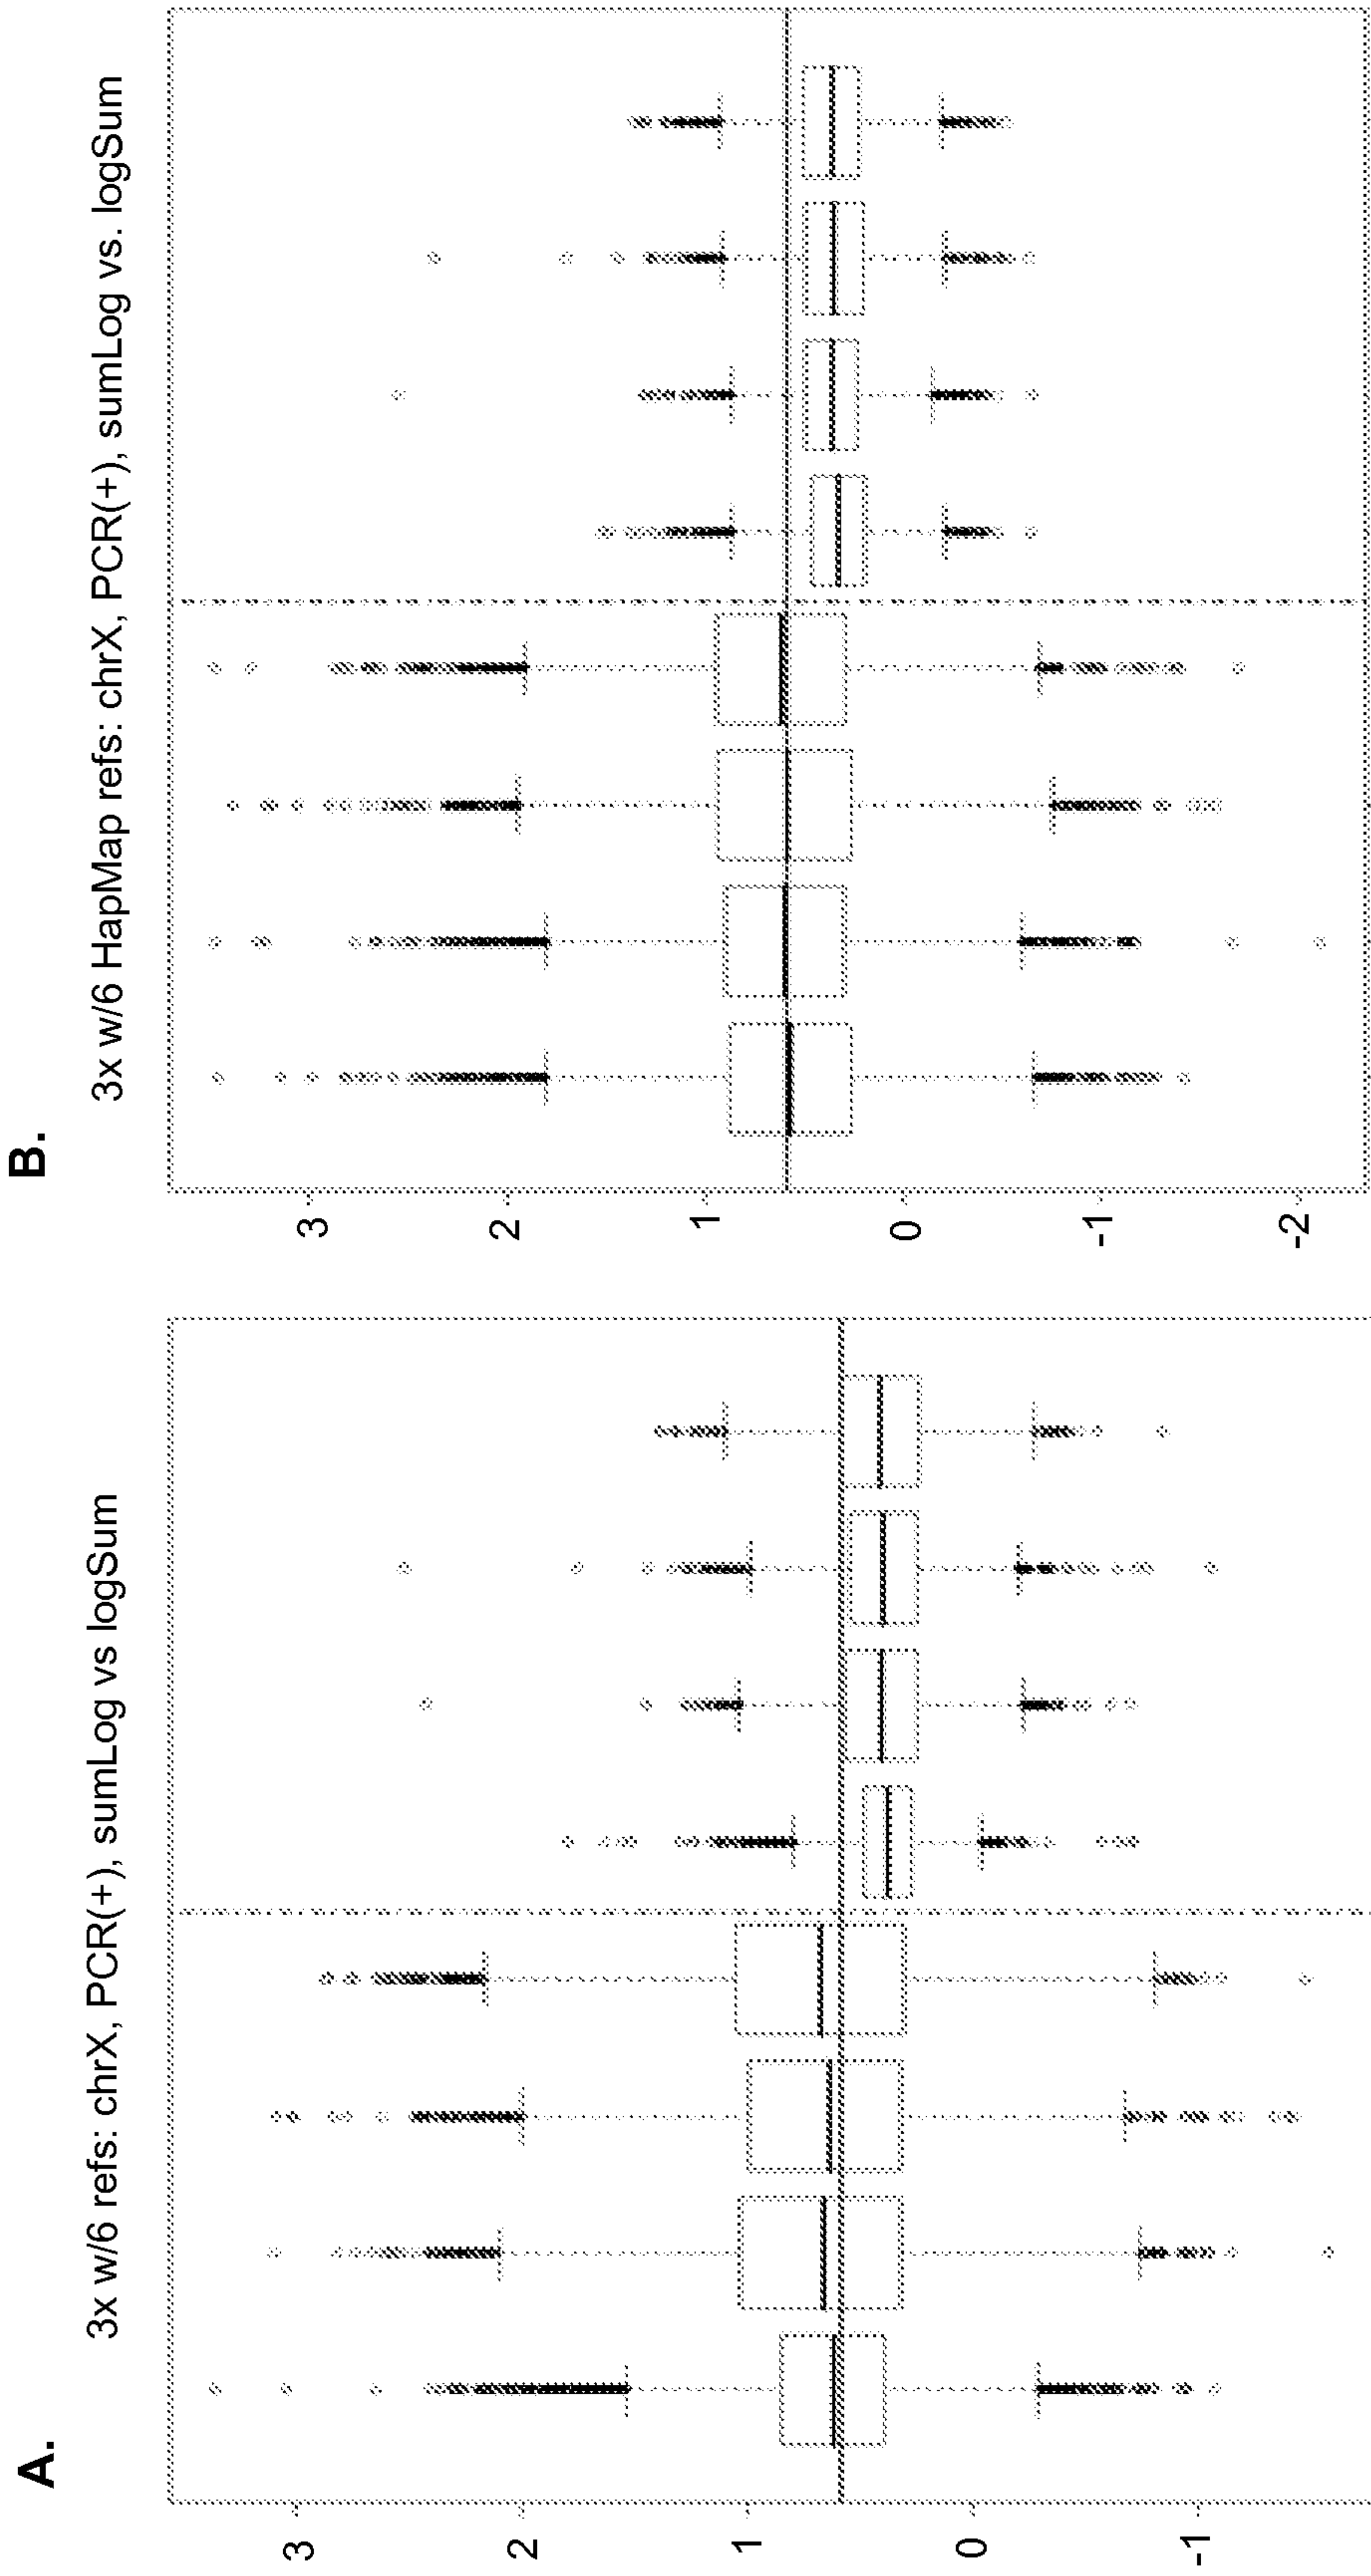 A.
3x w/6 refs: chrX, PCR(+), sumLog vs logSum
3
2
1
0
-1
B.
3x w/6 HapMap refs: chrX, PCR(+), sumLog vs. logSum
3
2
1
0
-1
-2